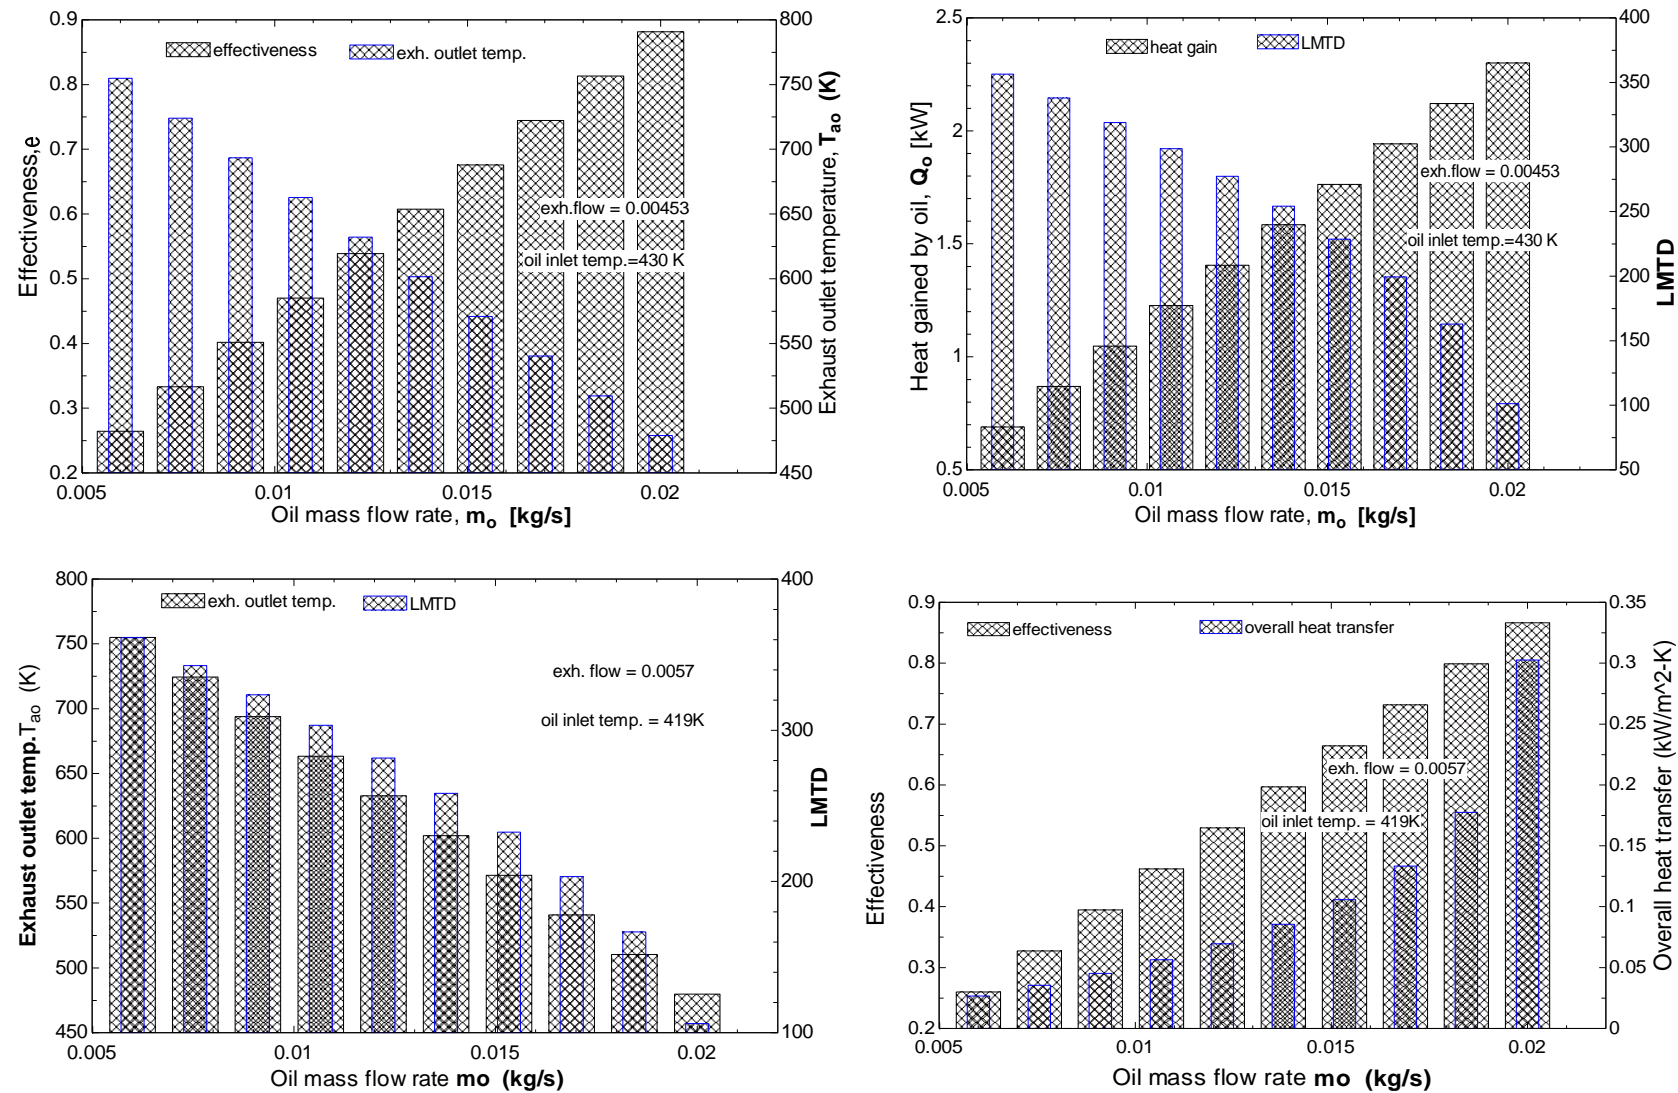 0.9
0.8
0.7
0.6
0.5
0.4
0.3
0.2
Effectiveness,e
effectiveness
exh. outlet temp.
exh.flow = 0.00453
oil inlet temp.=430 K
800
750
700
650
600
550
500
450
Exhaust outlet temperature, Tao (K)
0.005 0.01 0.015 0.02
Oil mass flow rate, mo [kg/s]
2.5
2
1.5
1
0.5
Heat gained by oil, Qo [kW]
heat gain
LMTD
exh.flow = 0.00453
oil inlet temp.=430 K
400
350
300
250
200
150
100
50
LMTD
0.005 0.01 0.015 0.02
Oil mass flow rate, mo [kg/s]
800
750
700
650
600
550
500
450
Exhaust outlet temp.Tao (K)
exh. outlet temp.
LMTD
exh. flow = 0.0057
oil inlet temp. = 419K
400
300
200
100
LMTD
0.005 0.01 0.015 0.02
Oil mass flow rate mo (kg/s)
0.9
0.8
0.7
0.6
0.5
0.4
0.3
0.2
Effectiveness
effectiveness
overall heat transfer
exh. flow = 0.0057
oil inlet temp. = 419K
0.35
0.3
0.25
0.2
0.15
0.1
0.05
0
Overall heat transfer (kW/m^2-K)
0.005 0.01 0.015 0.02
Oil mass flow rate mo (kg/s)